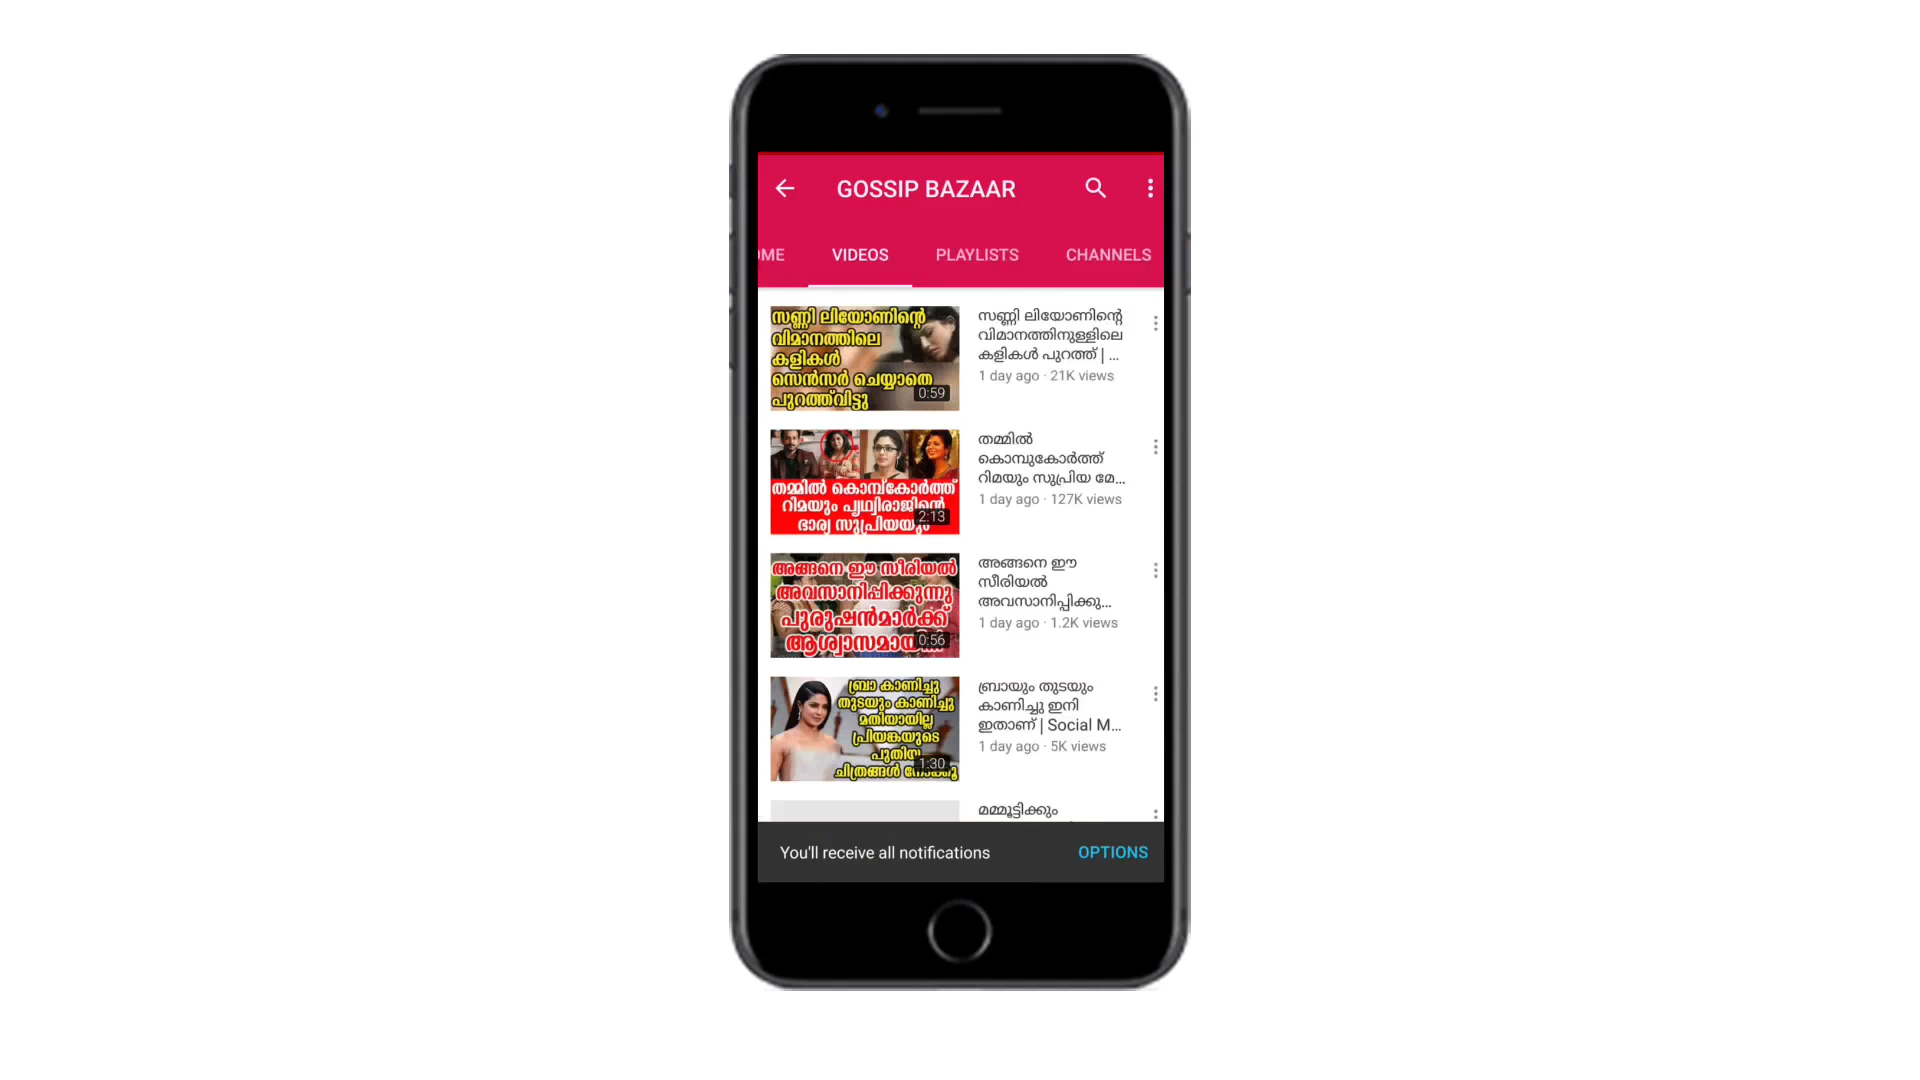 GOSSIP BAZAAR
OME VIDEOS PLAYLISTS CHANNELS
സണ്ണി ലിയോണിന്റെ
വിമാനത്തിലെ
കളികൾ
സെൻസർ ചെയ്യാതെ
പുറത്ത്‌വിട്ടു
0:59
സണ്ണി ലിയോണിന്റെ
വിമാനത്തിനുള്ളിലെ
കളികൾ പുറത്ത് | ...
1 day ago · 21K views
തമ്മിൽ കൊമ്പ്കോർത്ത്
റിമയും പൃഥ്വിരാജിന്റെ
ഭാര്യ സുപ്രിയയും
2:13
തമ്മിൽ
കൊമ്പുകോർത്ത്
റിമയും സുപ്രിയ മേ...
1 day ago · 127K views
അങ്ങനെ ഈ സീരിയൽ
അവസാനിപ്പിക്കുന്നു
പുരുഷൻമാർക്ക്
0:56
അങ്ങനെ ഈ
സീരിയൽ
അവസാനിപ്പിക്കു...
1 day ago · 1.2K views
ബ്രാ കാണിച്ചു
തുടയും കാണിച്ചു
മതിയായില്ല
പ്രിയങ്കയുടെ
പുതിയ
ചിത്രങ്ങൾ നോക്കൂ
1:30
ബ്രായും തുടയും
കാണിച്ചു ഇനി
ഇതാണ് | Social M...
1 day ago · 5K views
മമ്മൂട്ടിക്കും
You'll receive all notifications OPTIONS